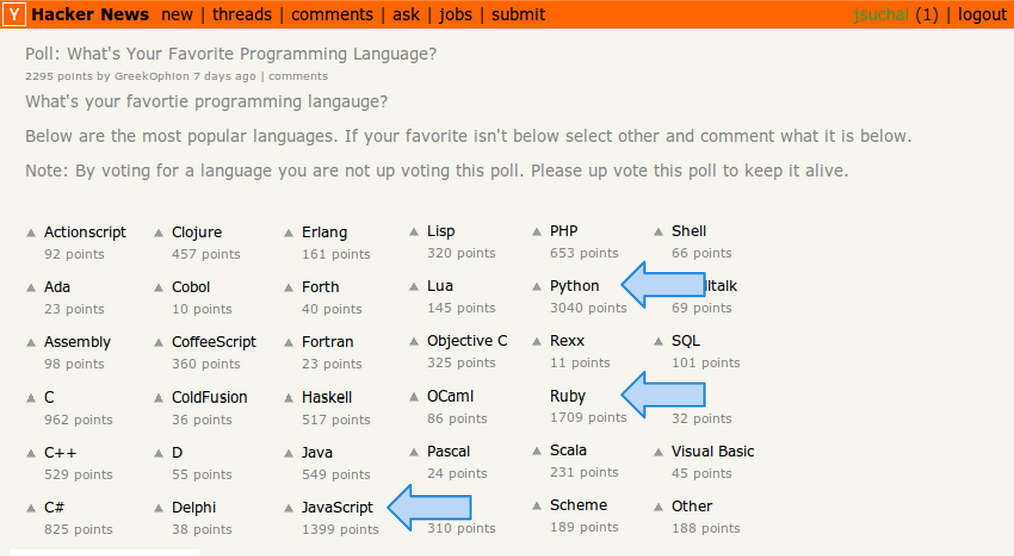 Y Hacker News new | threads | comments | ask | jobs | submit jsuchal (1) | logout
Poll: What's Your Favorite Programming Language?
2295 points by GreekOphion 7 days ago | comments
What's your favortie programming langauge?
Below are the most popular languages. If your favorite isn't below select other and comment what it is below.
Note: By voting for a language you are not up voting this poll. Please up vote this poll to keep it alive.
Actionscript Clojure Erlang Lisp PHP Shell
92 points 457 points 161 points 320 points 653 points 66 points
Ada Cobol Forth Lua Python lltalk
23 points 10 points 40 points 145 points 3040 points 69 points
Assembly CoffeeScript Fortran Objective C Rexx SQL
98 points 360 points 23 points 325 points 11 points 101 points
C ColdFusion Haskell OCaml Ruby
962 points 36 points 517 points 86 points 1709 points 32 points
C++ D Java Pascal Scala Visual Basic
529 points 55 points 549 points 24 points 231 points 45 points
C# Delphi JavaScript Scheme Other
825 points 38 points 1399 points 310 points 189 points 188 points